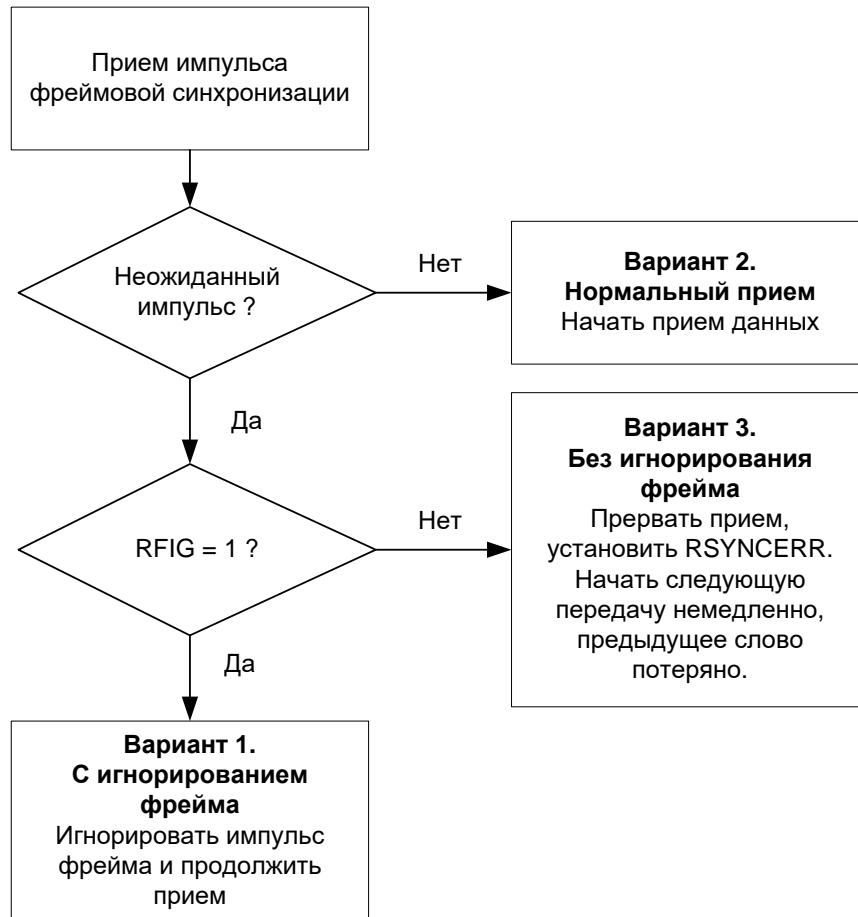 Прием импульса
фреймовой синхронизации
Неожиданный
импульс ?
Нет
Вариант 2.
Нормальный прием
Начать прием данных
Да
RFIG = 1 ?
Нет
Вариант 3.
Без игнорирования
фрейма
Прервать прием,
установить RSYNCERR.
Начать следующую
передачу немедленно,
предыдущее слово
потеряно.
Да
Вариант 1.
С игнорированием
фрейма
Игнорировать импульс
фрейма и продолжить
прием